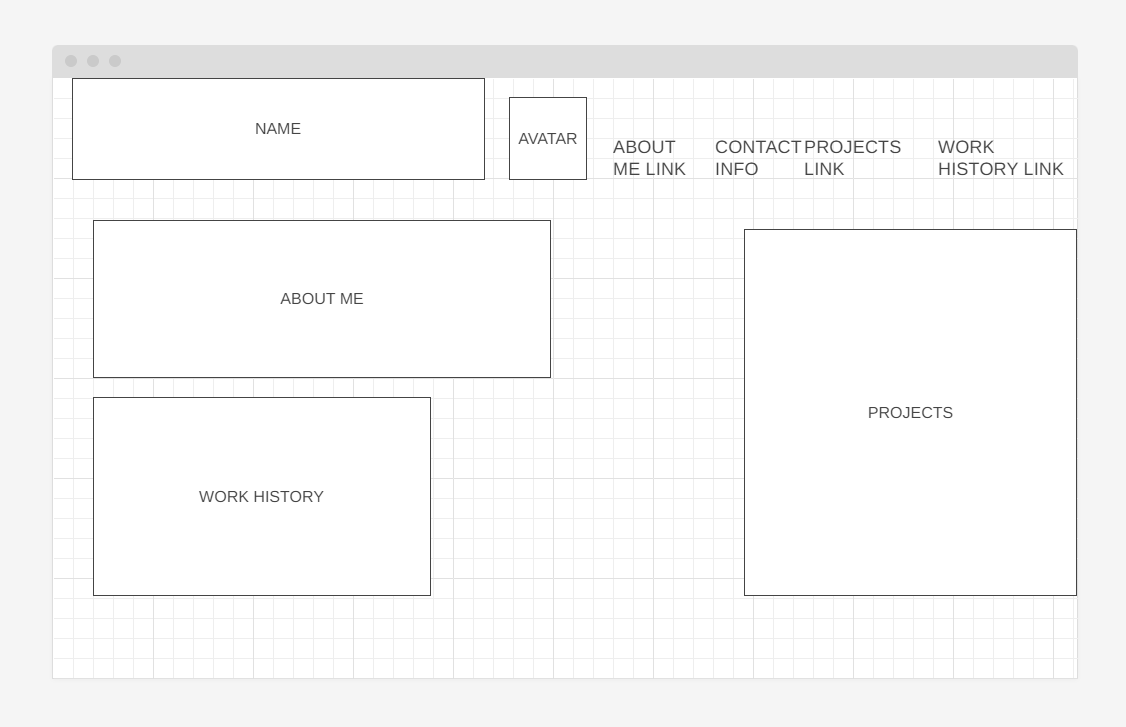 NAME
AVATAR
ABOUT
ME LINK
CONTACT
INFO
PROJECTS
LINK
WORK
HISTORY LINK
ABOUT ME
PROJECTS
WORK HISTORY